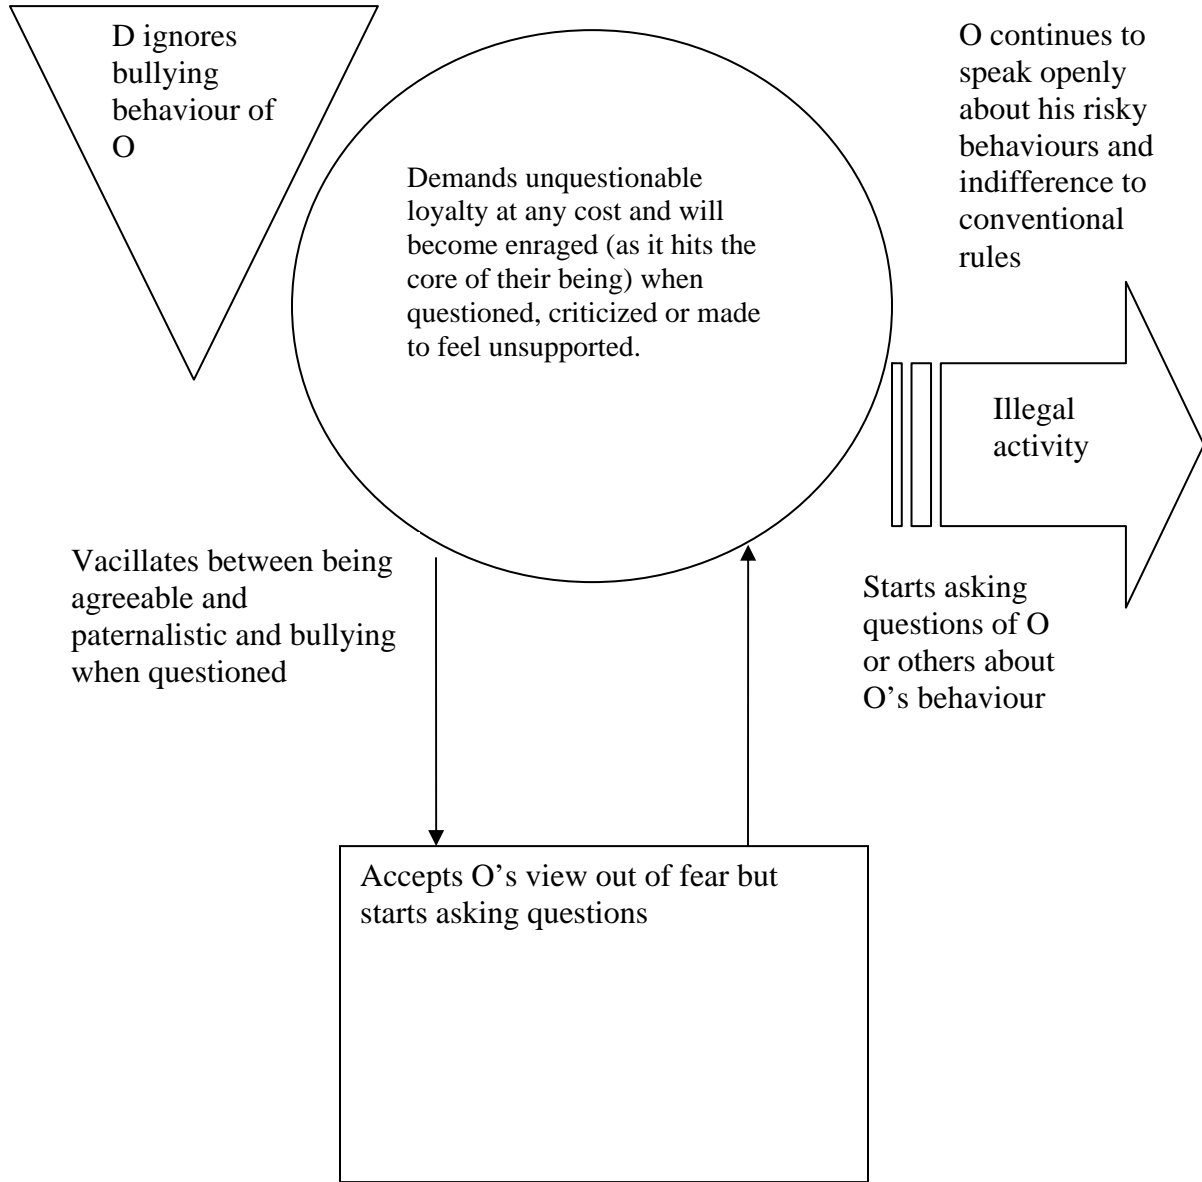 D ignores
bullying
behaviour of
O
Demands unquestionable
loyalty at any cost and will
become enraged (as it hits the
core of their being) when
questioned, criticized or made
to feel unsupported.
O continues to
speak openly
about his risky
behaviours and
indifference to
conventional
rules
Illegal
activity
Vacillates between being
agreeable and
paternalistic and bullying
when questioned
Starts asking
questions of O
or others about
O’s behaviour
Accepts O’s view out of fear but
starts asking questions